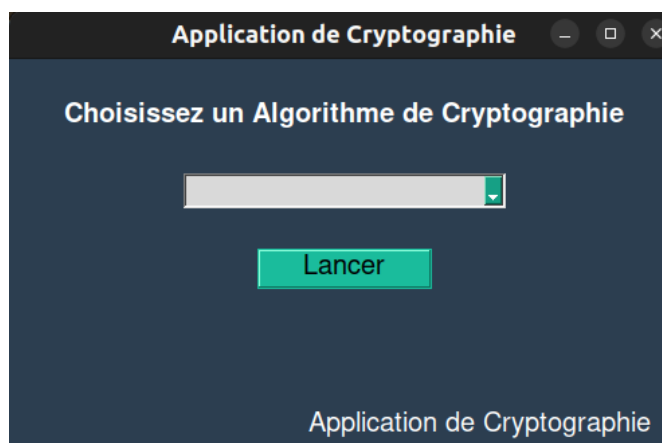 Application de Cryptographie
Choisissez un Algorithme de Cryptographie
Lancer
Application de Cryptographie